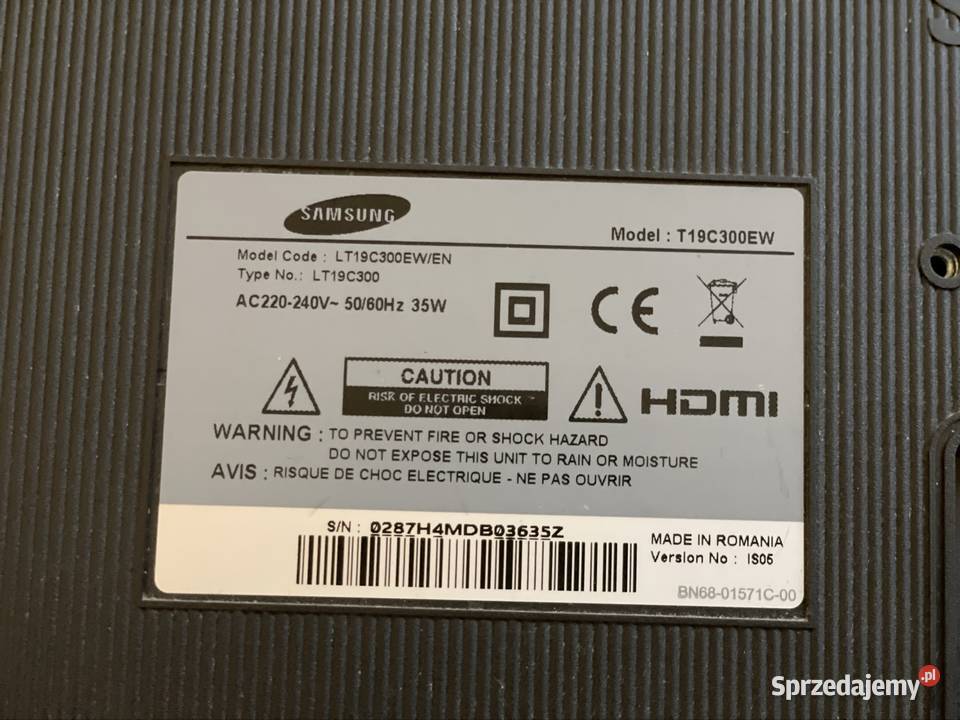 SAMSUNG
Model : T19C300EW
Model Code : LT19C300EW/EN
Type No.: LT19C300
AC220-240V~ 50/60Hz 35W
CE
CAUTION
RISK OF ELECTRIC SHOCK
DO NOT OPEN
HDMI
WARNING : TO PREVENT FIRE OR SHOCK HAZARD
DO NOT EXPOSE THIS UNIT TO RAIN OR MOISTURE
AVIS : RISQUE DE CHOC ELECTRIQUE - NE PAS OUVRIR
S/N : 0287H4MDB03635Z
MADE IN ROMANIA
Version No : IS05
BN68-01571C-00
Sprzedajemy.pl